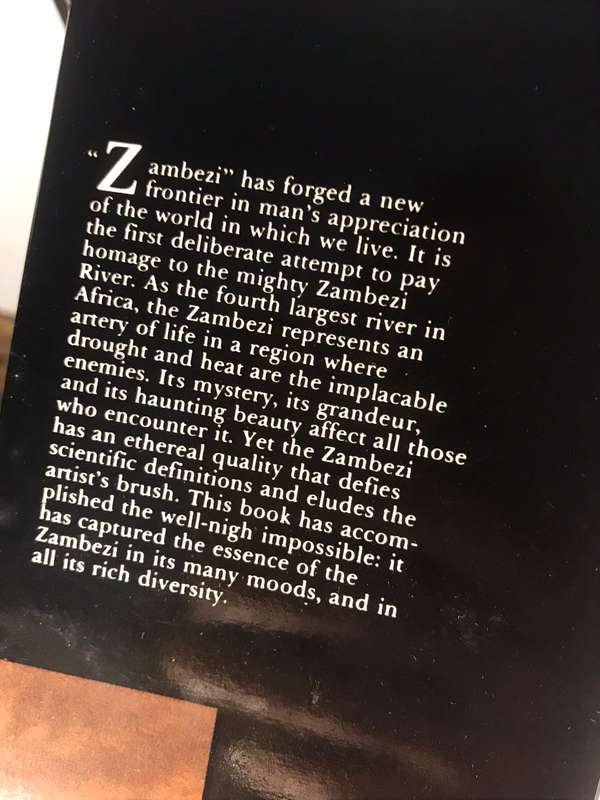 "Zambezi" has forged a new
frontier in man's appreciation
of the world in which we live. It is
the first deliberate attempt to pay
homage to the mighty Zambezi
River. As the fourth largest river in
Africa, the Zambezi represents an
artery of life in a region where
drought and heat are the implacable
enemies. Its mystery, its grandeur,
and its haunting beauty affect all those
who encounter it. Yet the Zambezi
has an ethereal quality that defies
scientific definitions and eludes the
artist's brush. This book has accom-
plished the well-nigh impossible: it
has captured the essence of the
Zambezi in its many moods, and in
all its rich diversity.